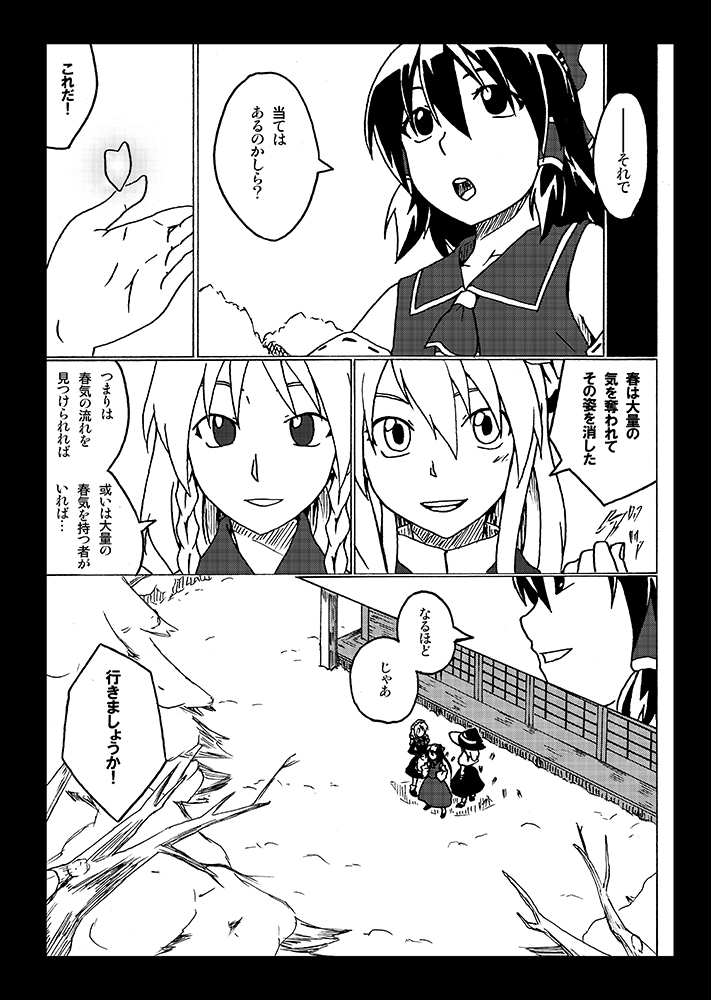 ――それで
当ては
あるのかしら?
これだ!
春は大量の
気を奪われて
その姿を消した
つまりは
春気の流れを
見つけられれば
或いは大量の
春気を持つ者が
いれば…
なるほど
じゃあ
行きましょうか!